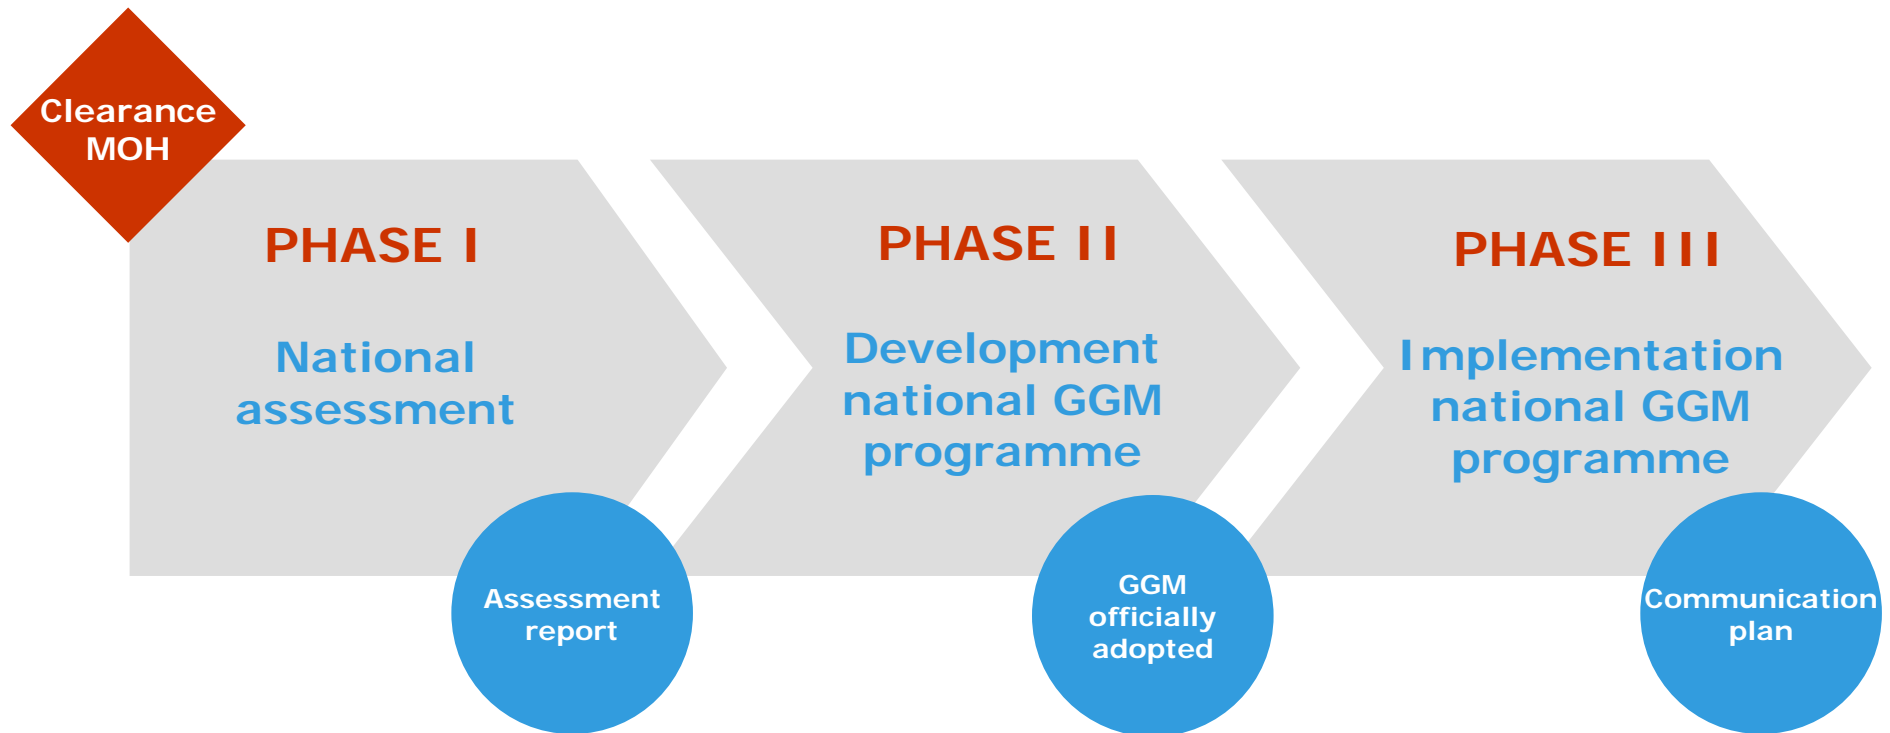 Clearance
MOH
PHASE I
National
assessment
Assessment
report
PHASE II
Development
national GGM
programme
GGM
officially
adopted
PHASE III
Implementation
national GGM
programme
Communication
plan